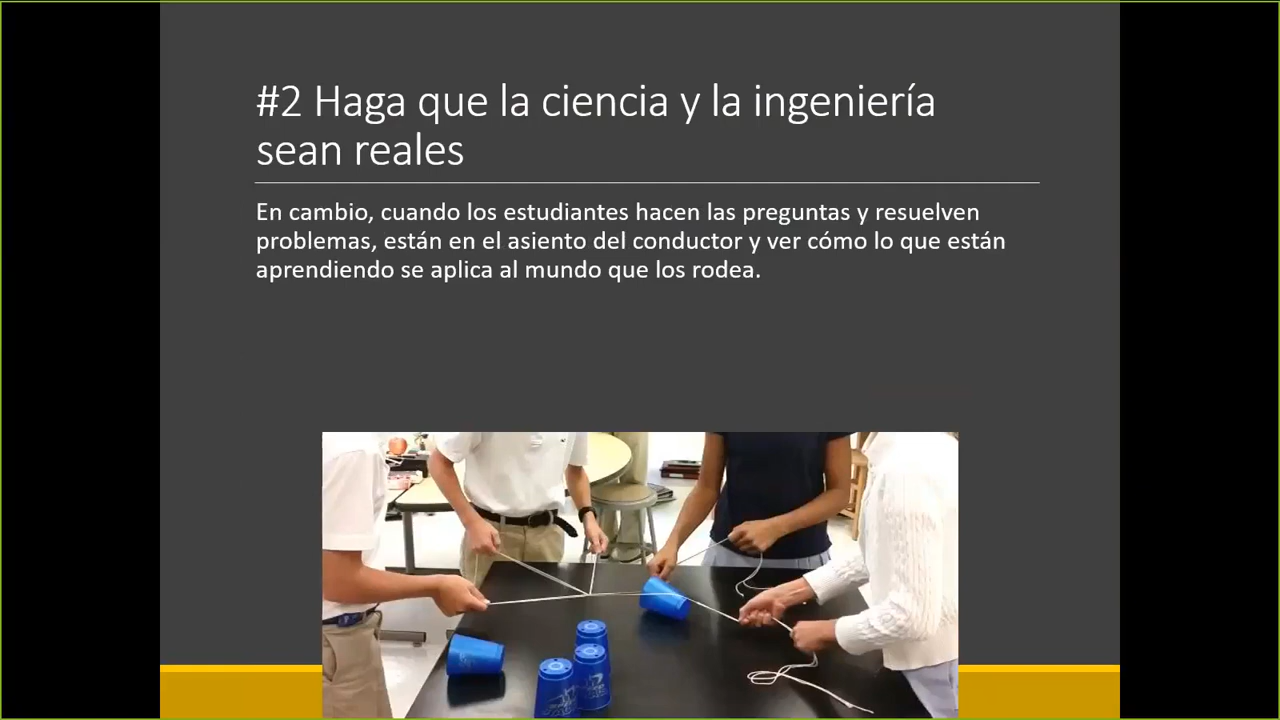 #2 Haga que la ciencia y la ingeniería
sean reales
En cambio, cuando los estudiantes hacen las preguntas y resuelven
problemas, están en el asiento del conductor y ver cómo lo que están
aprendiendo se aplica al mundo que los rodea.